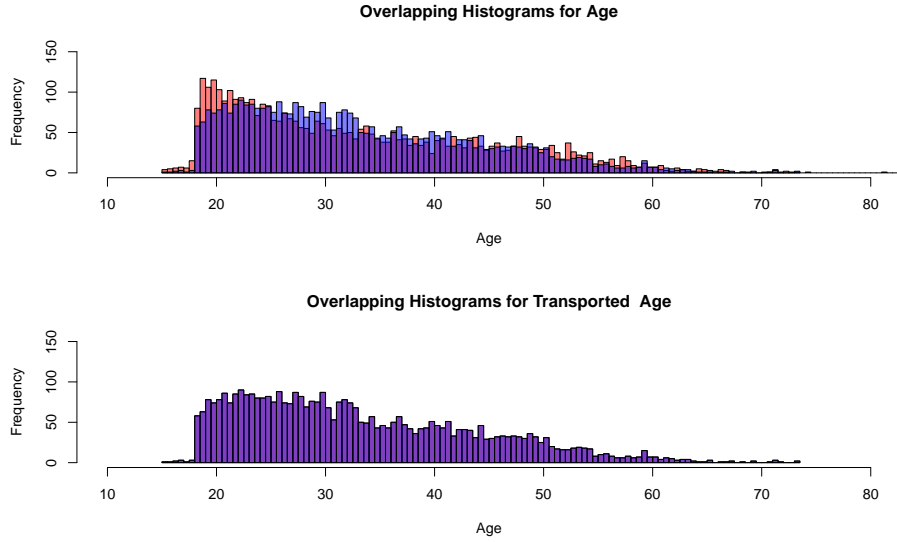 Overlapping Histograms for Age
Frequency
0 50 100 150
10 20 30 40 50 60 70 80
Age
Overlapping Histograms for Transported  Age
Frequency
0 50 100 150
10 20 30 40 50 60 70 80
Age